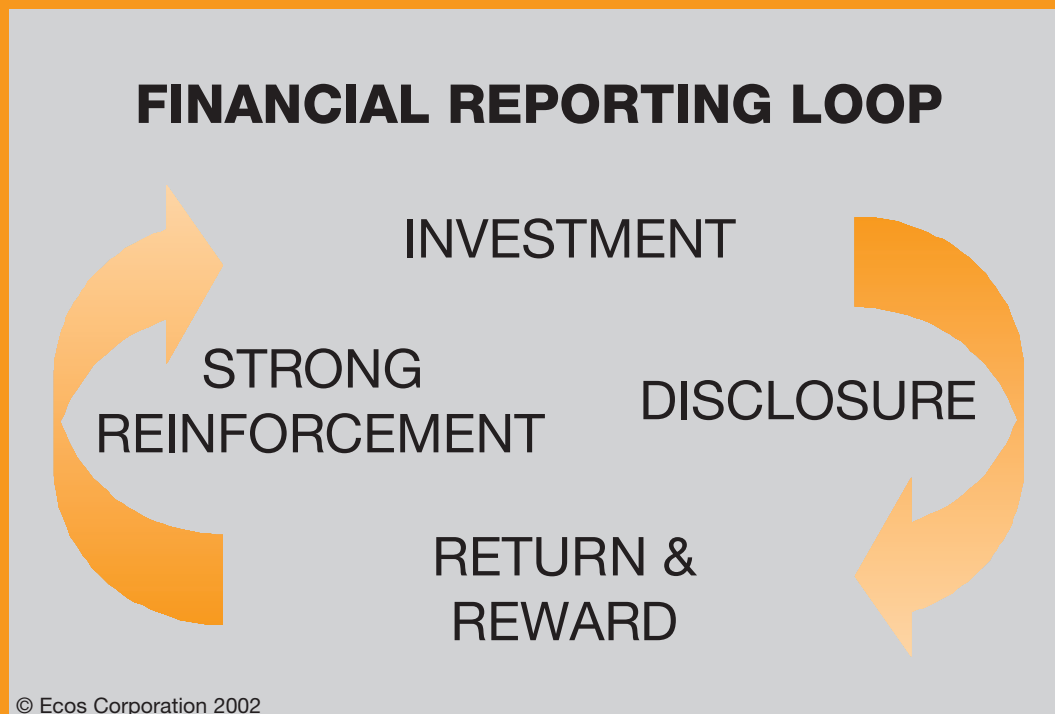 FINANCIAL REPORTING LOOP
INVESTMENT
STRONG
REINFORCEMENT
DISCLOSURE
RETURN &
REWARD
© Ecos Corporation 2002